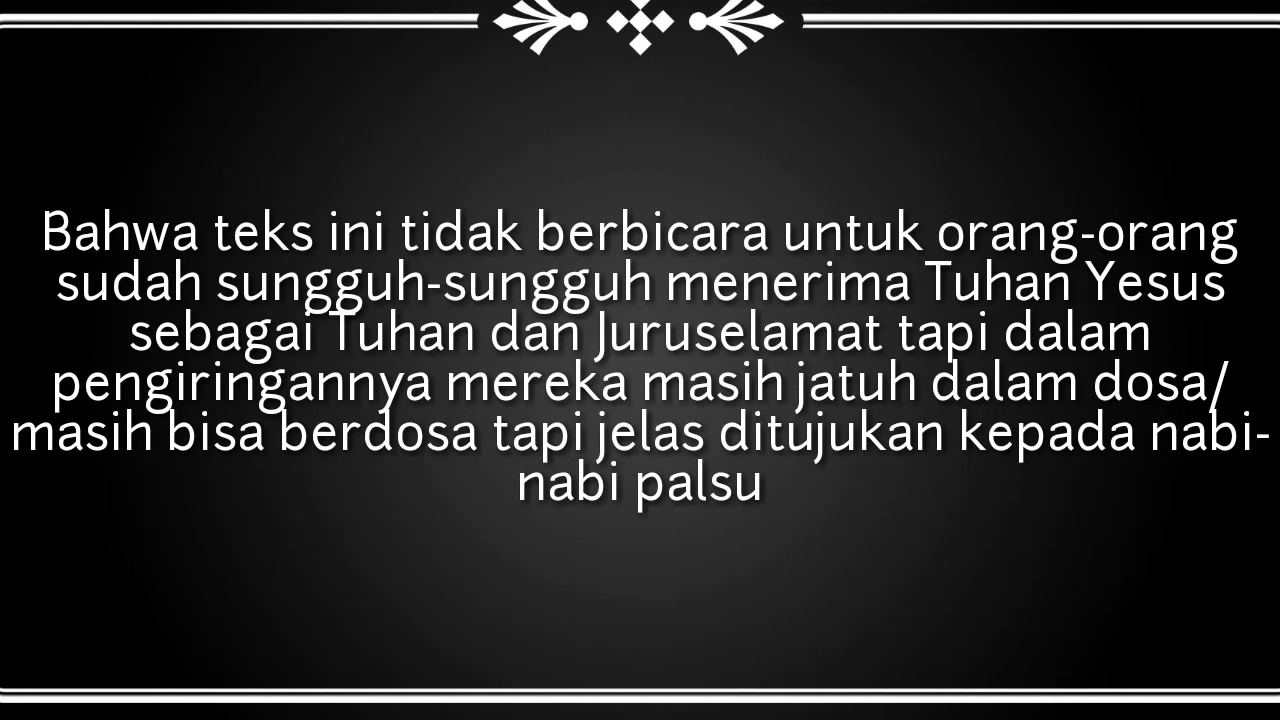 Bahwa teks ini tidak berbicara untuk orang-orang
sudah sungguh-sungguh menerima Tuhan Yesus
sebagai Tuhan dan Juruselamat tapi dalam
pengiringannya mereka masih jatuh dalam dosa/
masih bisa berdosa tapi jelas ditujukan kepada nabi-
nabi palsu